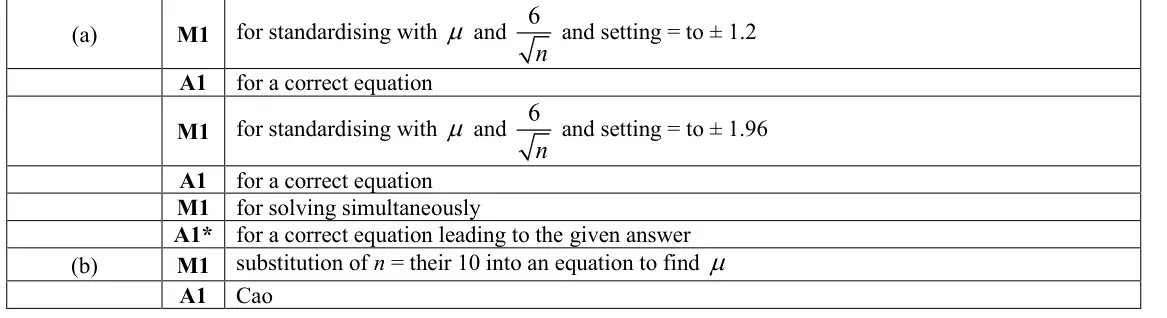 (a) M1 for standardising with μ and 6/√n and setting = to ± 1.2
A1 for a correct equation
M1 for standardising with μ and 6/√n and setting = to ± 1.96
A1 for a correct equation
M1 for solving simultaneously
A1* for a correct equation leading to the given answer
(b) M1 substitution of n = their 10 into an equation to find μ
A1 Cao